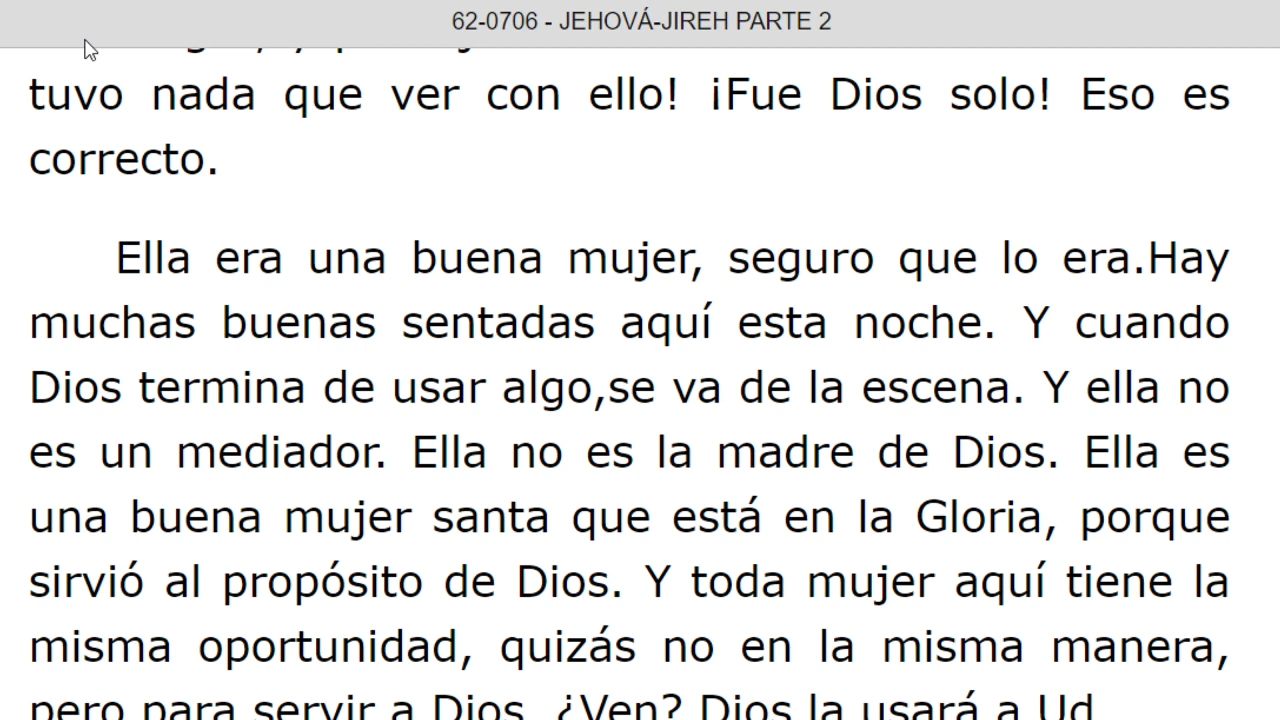 62-0706 - JEHOVÁ-JIREH PARTE 2
tuvo nada que ver con ello! ¡Fue Dios solo! Eso es
correcto.
Ella era una buena mujer, seguro que lo era.Hay
muchas buenas sentadas aquí esta noche. Y cuando
Dios termina de usar algo,se va de la escena. Y ella no
es un mediador. Ella no es la madre de Dios. Ella es
una buena mujer santa que está en la Gloria, porque
sirvió al propósito de Dios. Y toda mujer aquí tiene la
misma oportunidad, quizás no en la misma manera,
pero para servir a Dios. ¿Ven? Dios la usará a Ud